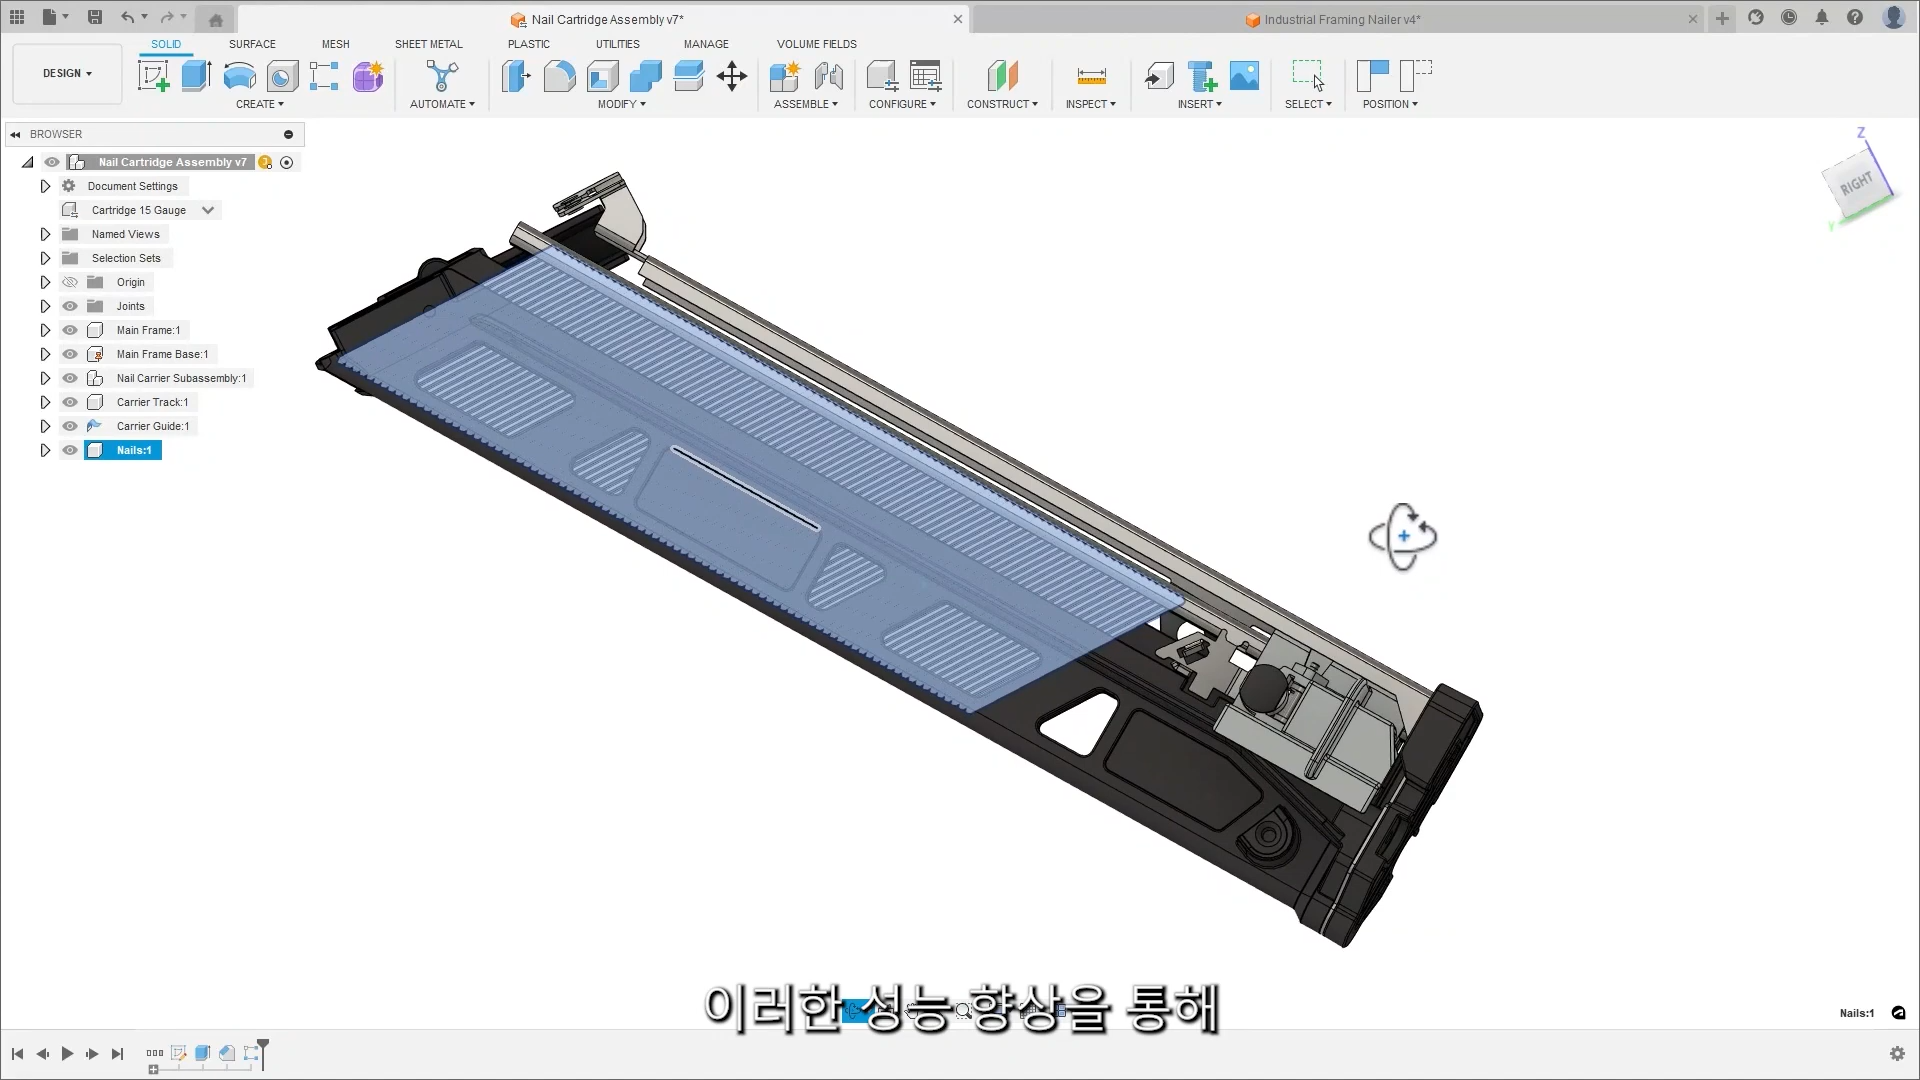 Nail Cartridge Assembly v7*
Industrial Framing Nailer v4*
DESIGN
SOLID
SURFACE
MESH
SHEET METAL
PLASTIC
UTILITIES
MANAGE
VOLUME FIELDS
CREATE
AUTOMATE
MODIFY
ASSEMBLE
CONFIGURE
CONSTRUCT
INSPECT
INSERT
SELECT
POSITION
BROWSER
Nail Cartridge Assembly v7
Document Settings
Cartridge 15 Gauge
Named Views
Selection Sets
Origin
Joints
Main Frame:1
Main Frame Base:1
Nail Carrier Subassembly:1
Carrier Track:1
Carrier Guide:1
Nails:1
Z
RIGHT
Y
이러한 성능 향상을 통해
Nails:1